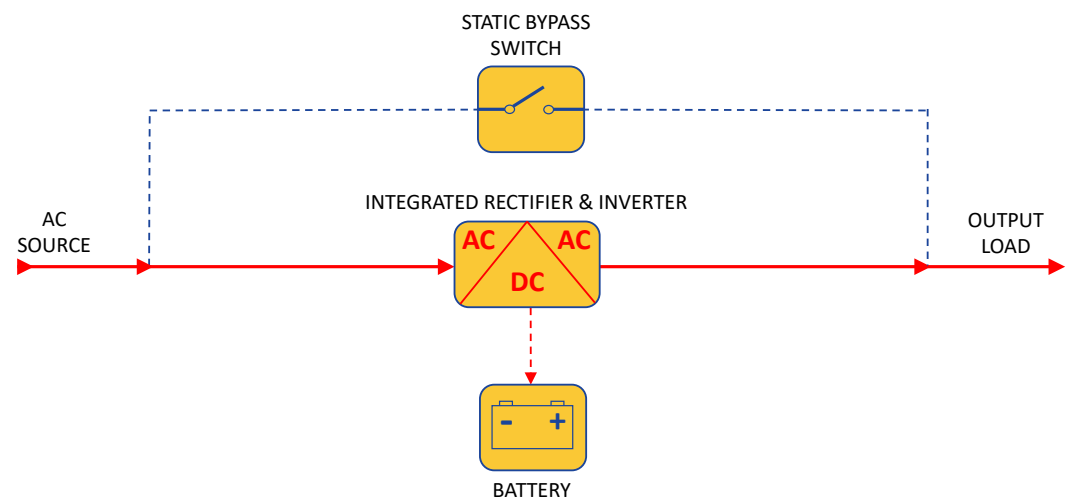 STATIC BYPASS
SWITCH
INTEGRATED RECTIFIER & INVERTER
AC
SOURCE
AC
AC
DC
OUTPUT
LOAD
- +
BATTERY